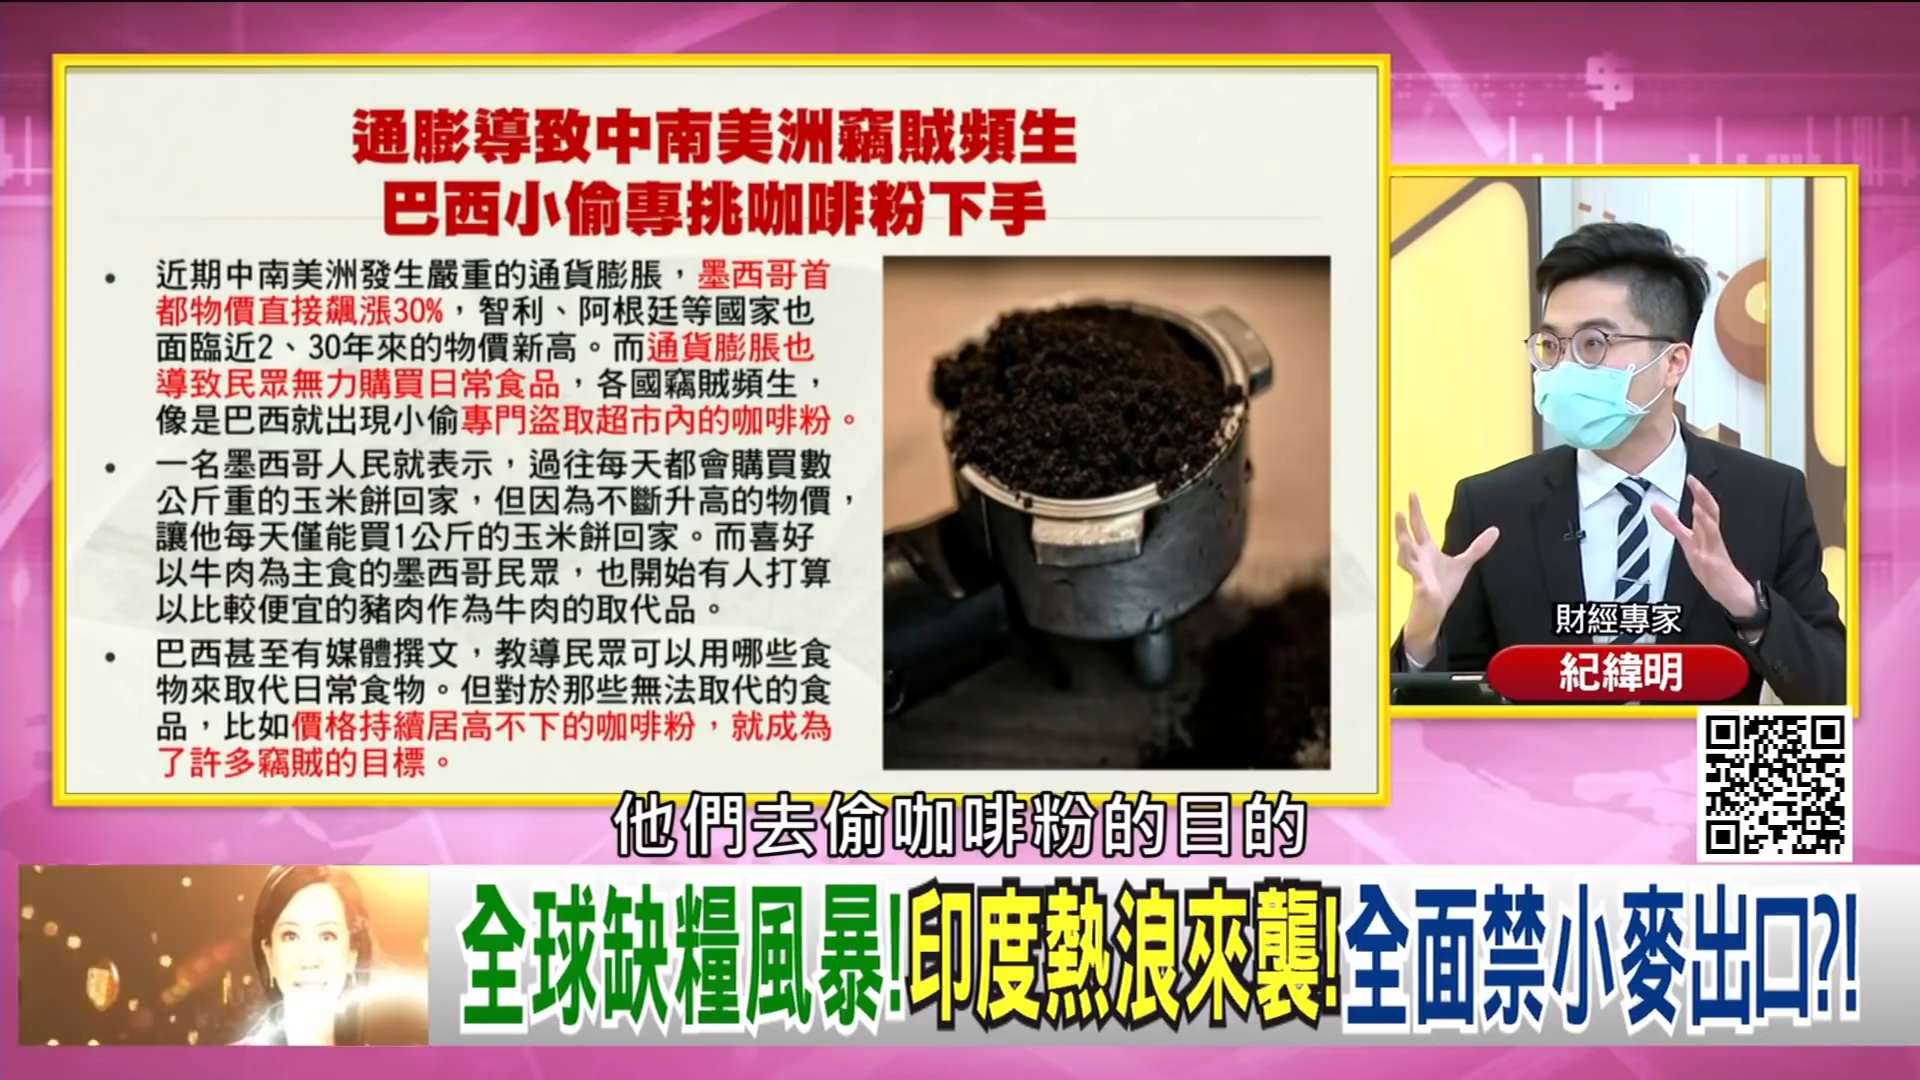 通膨導致中南美洲竊賊頻生
巴西小偷專挑咖啡粉下手
• 近期中南美洲發生嚴重的通貨膨脹，墨西哥首
都物價直接飆漲30%，智利、阿根廷等國家也
面臨近2、30年來的物價新高。而通貨膨脹也
導致民眾無力購買日常食品，各國竊賊頻生，
像是巴西就出現小偷專門盜取超市內的咖啡粉。
• 一名墨西哥人民就表示，過往每天都會購買數
公斤重的玉米餅回家，但因為不斷升高的物價，
讓他每天僅能買1公斤的玉米餅回家。而喜好
以牛肉為主食的墨西哥民眾，也開始有人打算
以比較便宜的豬肉作為牛肉的取代品。
• 巴西甚至有媒體撰文，教導民眾可以用哪些食
物來取代日常食物。但對於那些無法取代的食
品，比如價格持續居高不下的咖啡粉，就成為
了許多竊賊的目標。
財經專家
紀緯明
他們去偷咖啡粉的目的
全球缺糧風暴!印度熱浪來襲!全面禁小麥出口?!